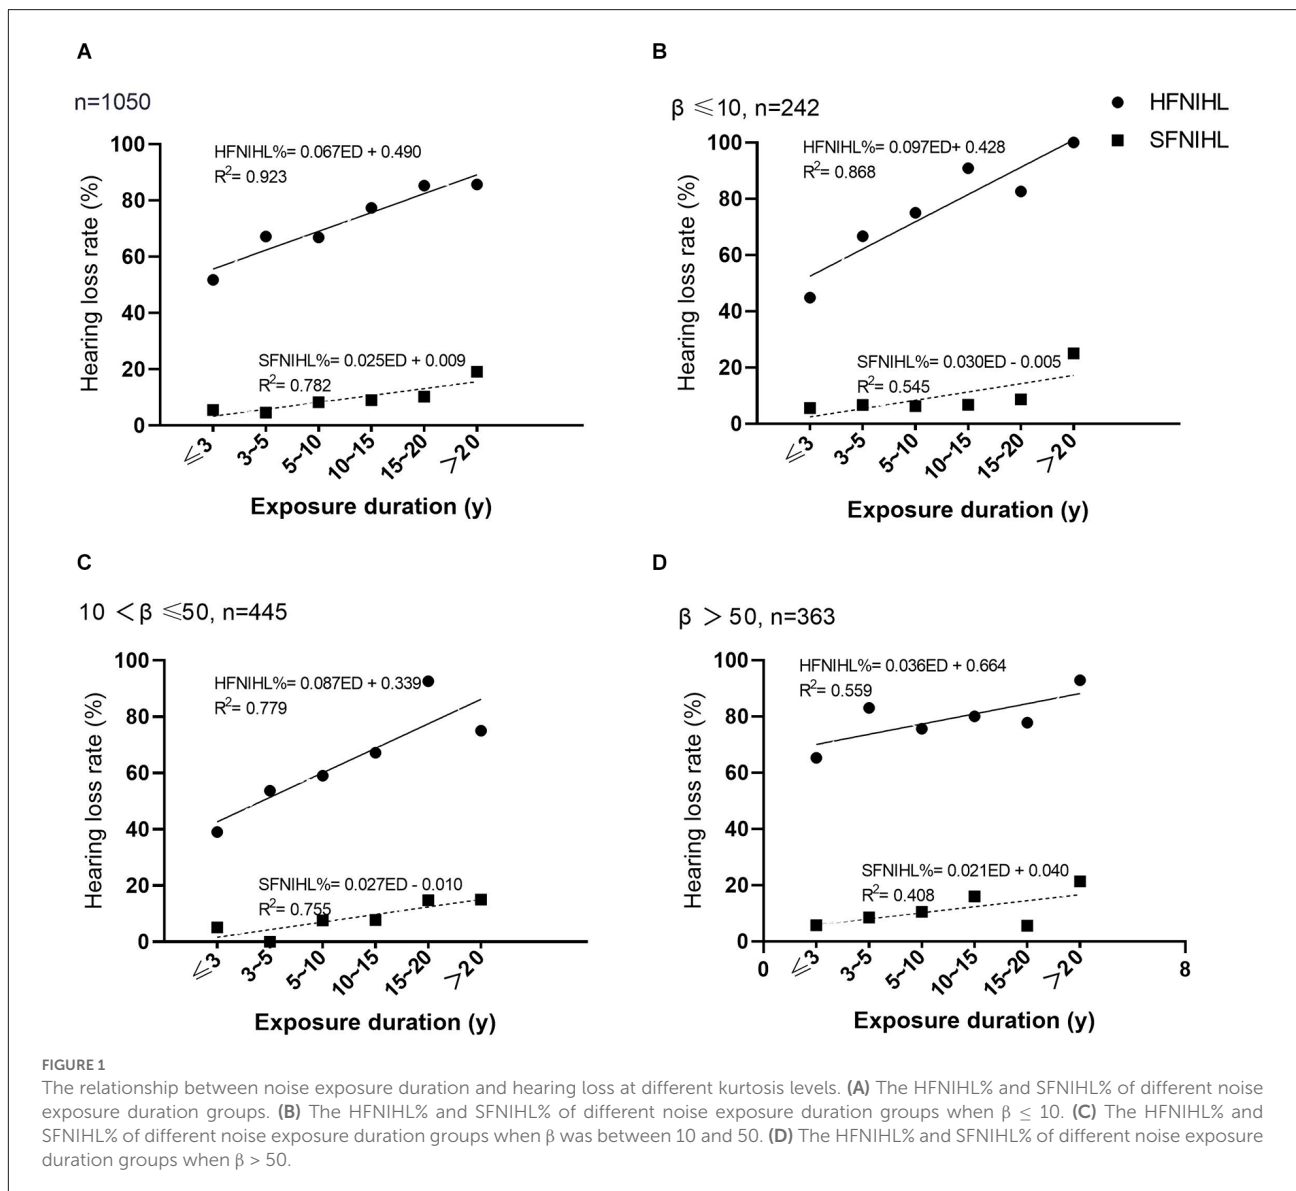 A
n=1050
HFNIHL%= 0.067ED + 0.490
R²= 0.923
SFNIHL%= 0.025ED + 0.009
R²= 0.782
Hearing loss rate (%)
100
80
60
40
20
0
≤3
3~5
5~10
10~15
15~20
>20
Exposure duration (y)
B
β ≤10, n=242
HFNIHL
SFNIHL
HFNIHL%= 0.097ED+ 0.428
R²= 0.868
SFNIHL%= 0.030ED - 0.005
R²= 0.545
Hearing loss rate (%)
100
80
60
40
20
0
≤3
3~5
5~10
10~15
15~20
>20
Exposure duration (y)
C
10 <β ≤50, n=445
HFNIHL%= 0.087ED + 0.339
R²= 0.779
SFNIHL%= 0.027ED - 0.010
R²= 0.755
Hearing loss rate (%)
100
80
60
40
20
0
≤3
3~5
5~10
10~15
15~20
>20
Exposure duration (y)
D
β > 50, n=363
HFNIHL%= 0.036ED + 0.664
R²= 0.559
SFNIHL%= 0.021ED + 0.040
R²= 0.408
Hearing loss rate (%)
100
80
60
40
20
0
0
≤3
3~5
5~10
10~15
15~20
>20
8
Exposure duration (y)
FIGURE 1
The relationship between noise exposure duration and hearing loss at different kurtosis levels. (A) The HFNIHL% and SFNIHL% of different noise
exposure duration groups. (B) The HFNIHL% and SFNIHL% of different noise exposure duration groups when β ≤ 10. (C) The HFNIHL% and
SFNIHL% of different noise exposure duration groups when β was between 10 and 50. (D) The HFNIHL% and SFNIHL% of different noise exposure
duration groups when β > 50.